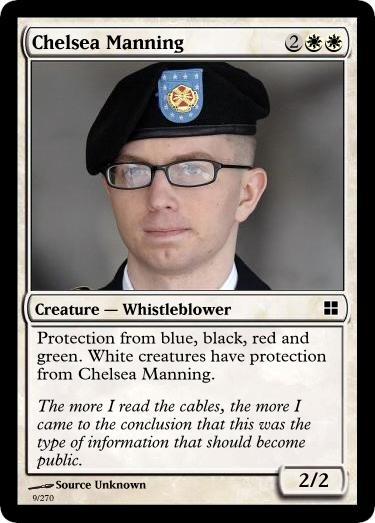 Chelsea Manning 2
Creature — Whistleblower
Protection from blue, black, red and
green. White creatures have protection
from Chelsea Manning.
The more I read the cables, the more I
came to the conclusion that this was the
type of information that should become
public.
Source Unknown
9/270
2/2